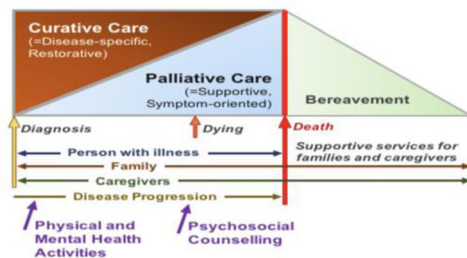 Curative Care
(=Disease-specific,
Restorative)
Palliative Care
(=Supportive,
Symptom-oriented)
Bereavement
Diagnosis
Dying
Death
Supportive services for
families and caregivers
Person with illness
Family
Caregivers
Disease Progression
Physical and
Mental Health
Activities
Psychosocial
Counselling